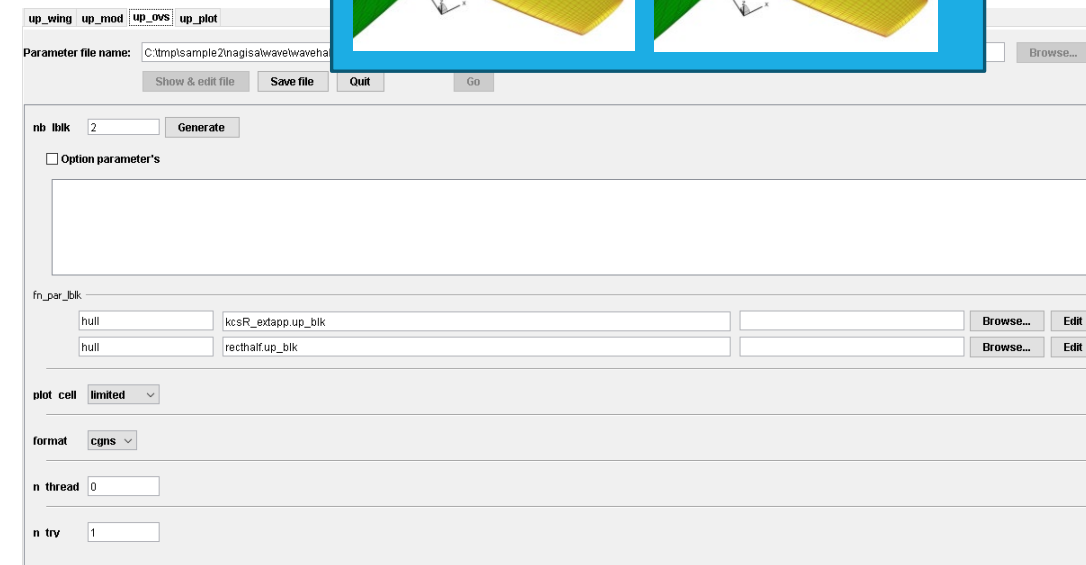 up_wing up_mod up_ovs up_plot
Parameter file name: C:\tmp\sample2\nagisa\wave\wavehal Browse...
Show & edit file Save file Quit Go
nb lblk 2 Generate
Option parameter's
fn_par_lblk
hull kcsR_extapp.up_blk Browse... Edit
hull recthalf.up_blk Browse... Edit
plot cell limited
format cgns
n thread 0
n try 1